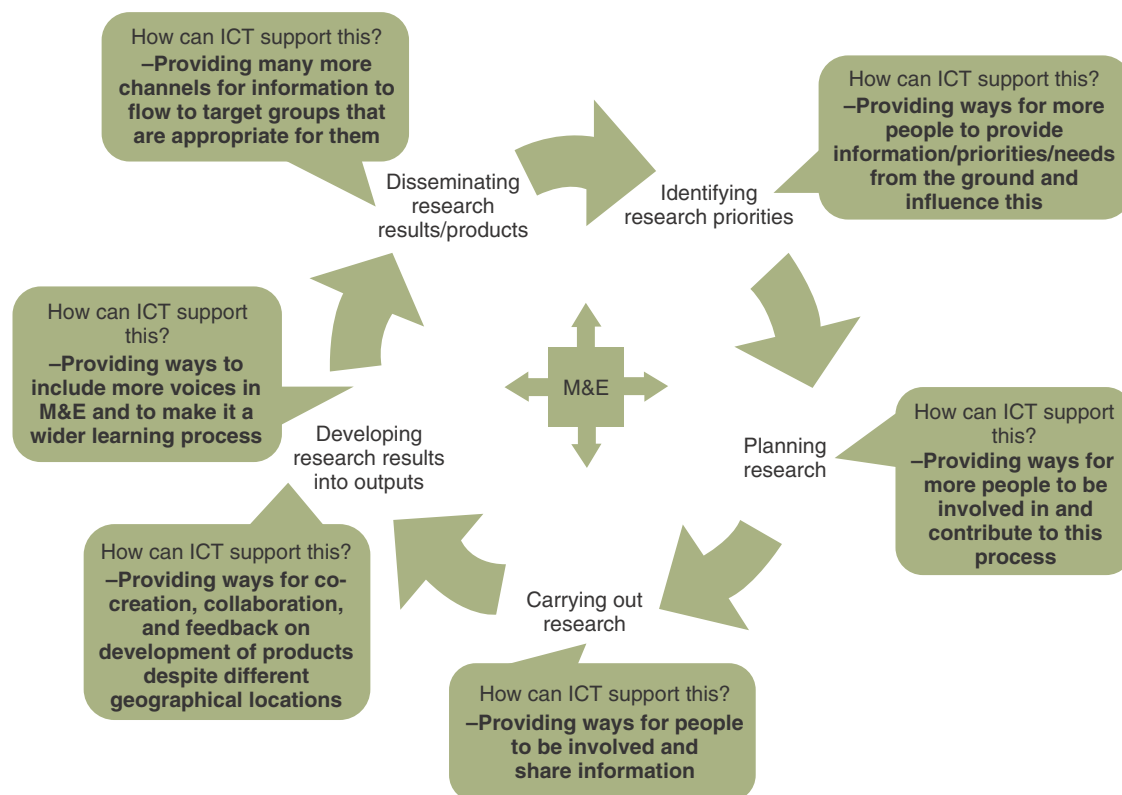 How can ICT support this?
–Providing many more
channels for information to
flow to target groups that
are appropriate for them
How can ICT support this?
–Providing ways for more
people to provide
information/priorities/needs
from the ground and
influence this
Disseminating
research
results/products
Identifying
research priorities
How can ICT support
this?
–Providing ways to
include more voices in
M&E and to make it a
wider learning process
M&E
Developing
research results
into outputs
Planning
research
How can ICT support
this?
–Providing ways for
more people to be
involved in and
contribute to this
process
How can ICT support this?
–Providing ways for co-
creation, collaboration,
and feedback on
development of products
despite different
geographical locations
Carrying out
research
How can ICT support this?
–Providing ways for people
to be involved and
share information